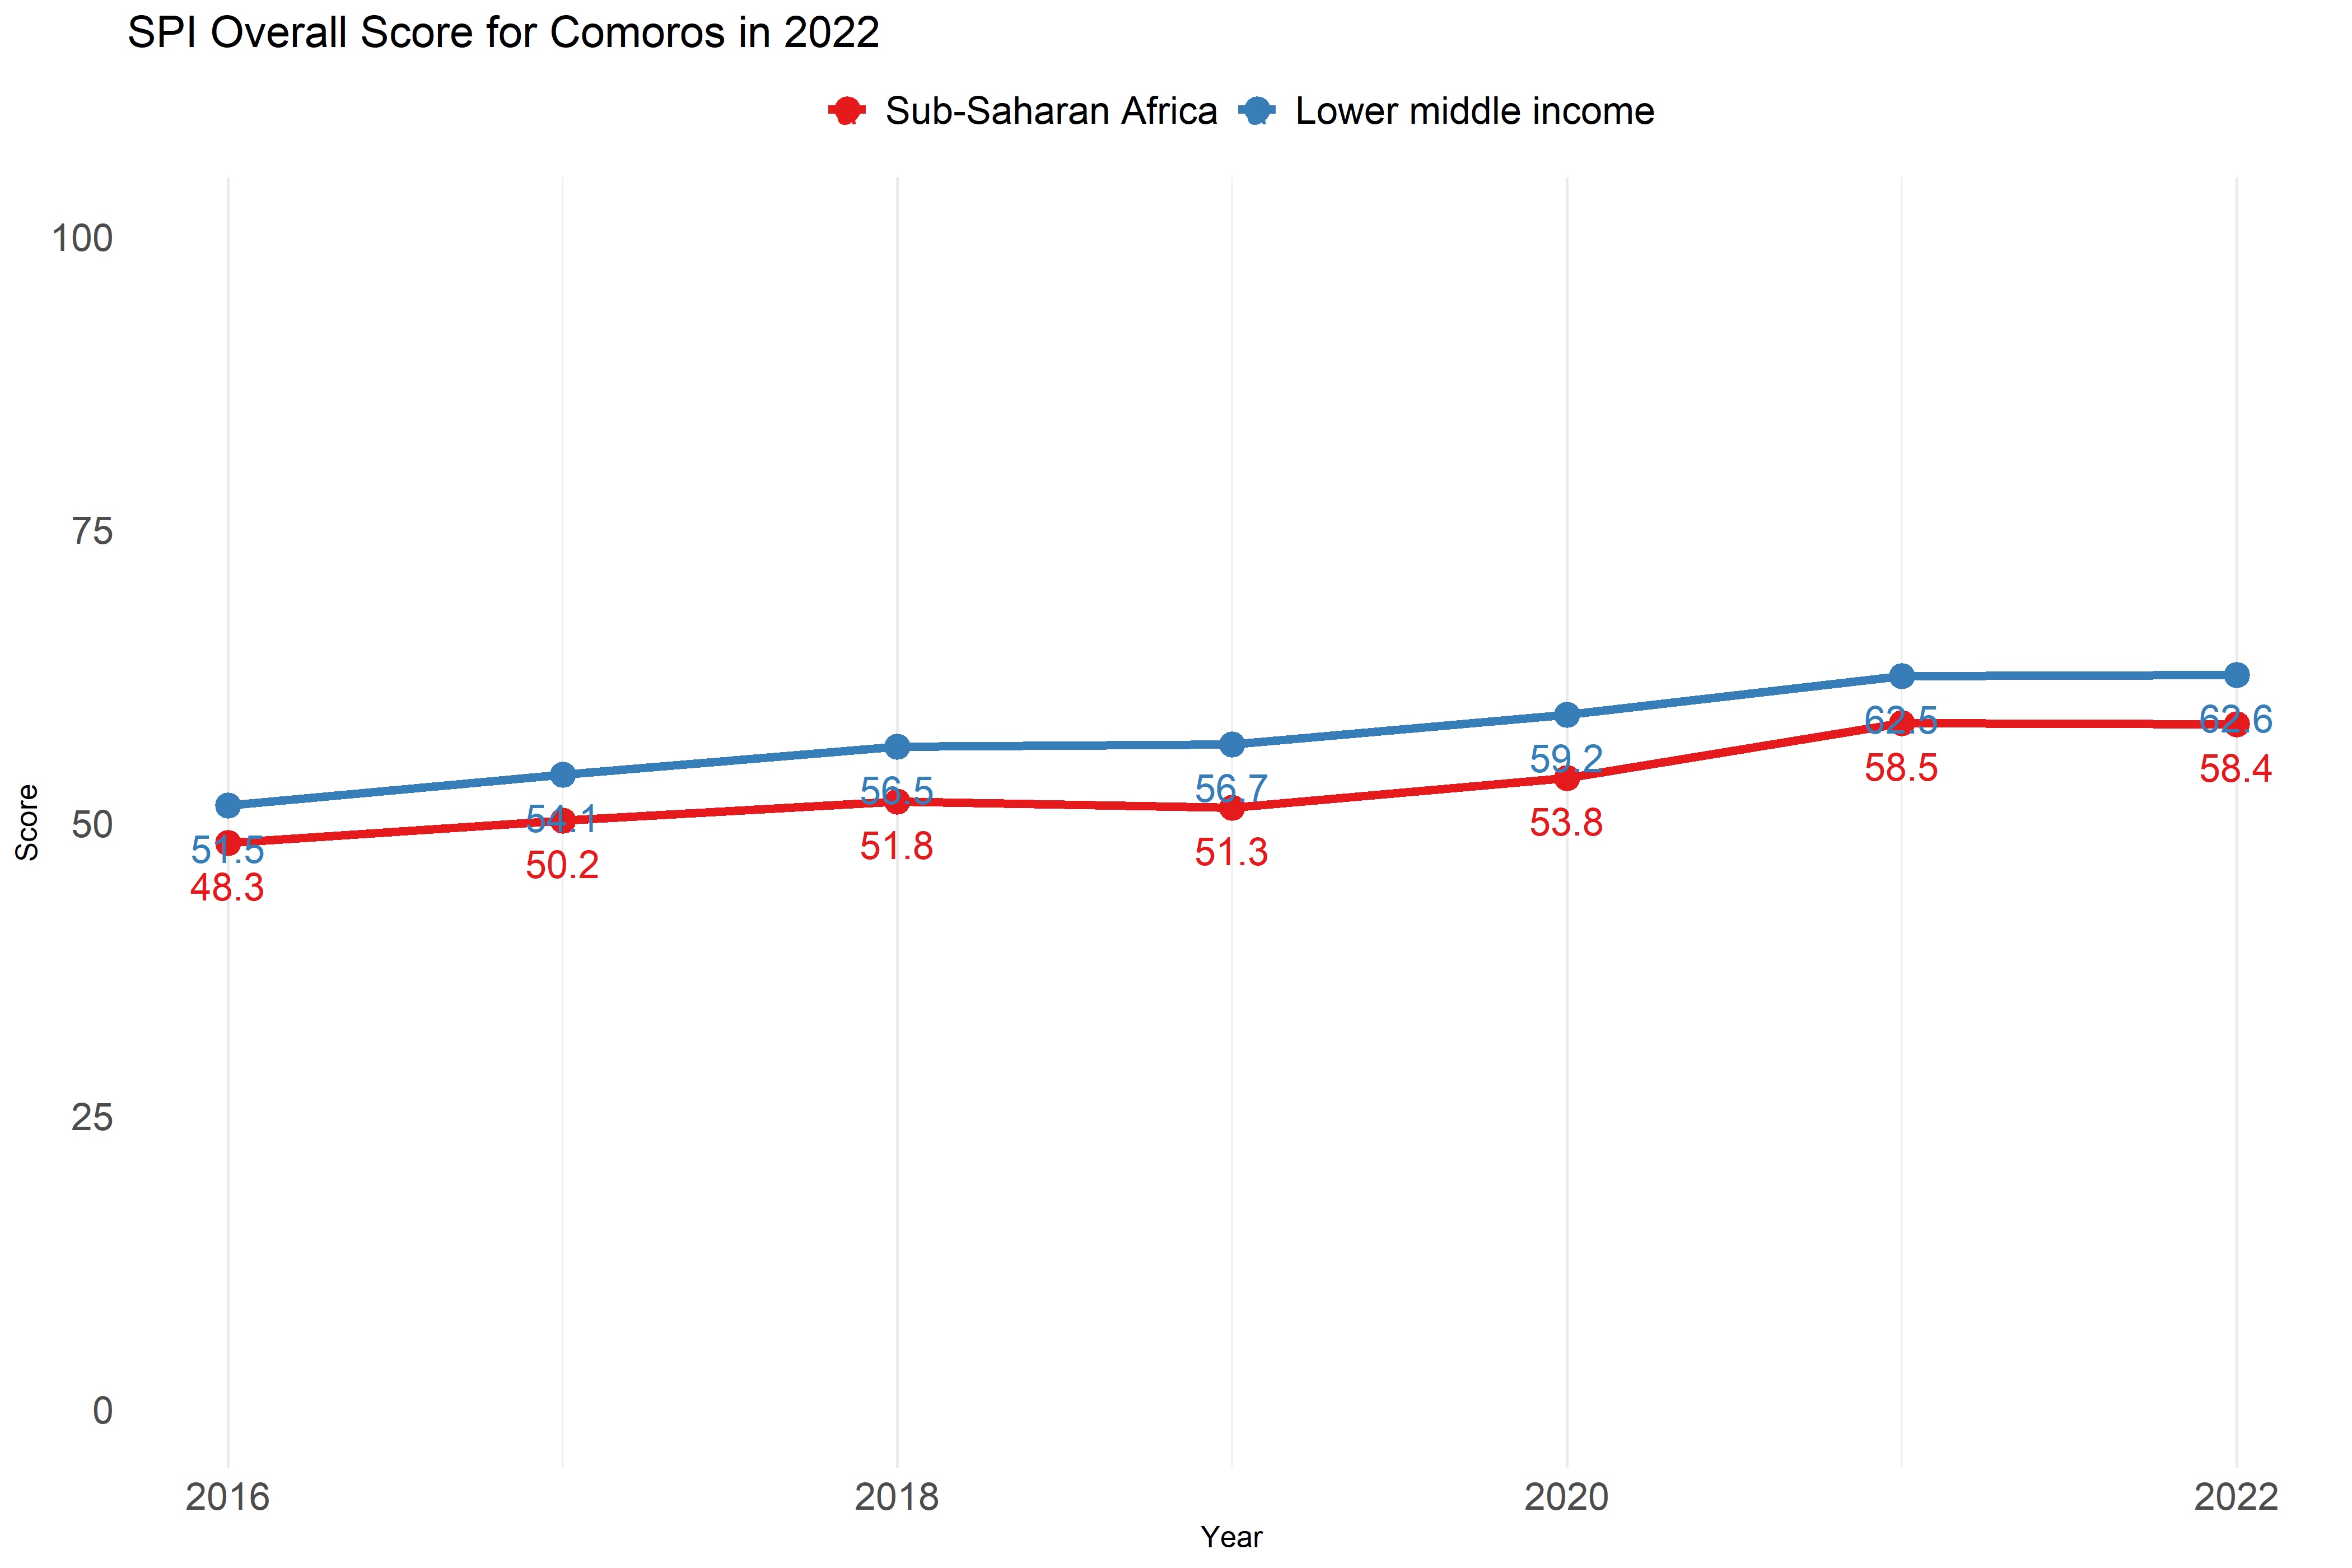 SPI Overall Score for Comoros in 2022
Sub-Saharan Africa Lower middle income
100
75
50
25
0
Score
51.5 54.1 56.5 56.7 59.2 62.5 62.6
48.3 50.2 51.8 51.3 53.8 58.5 58.4
2016 2018 2020 2022
Year